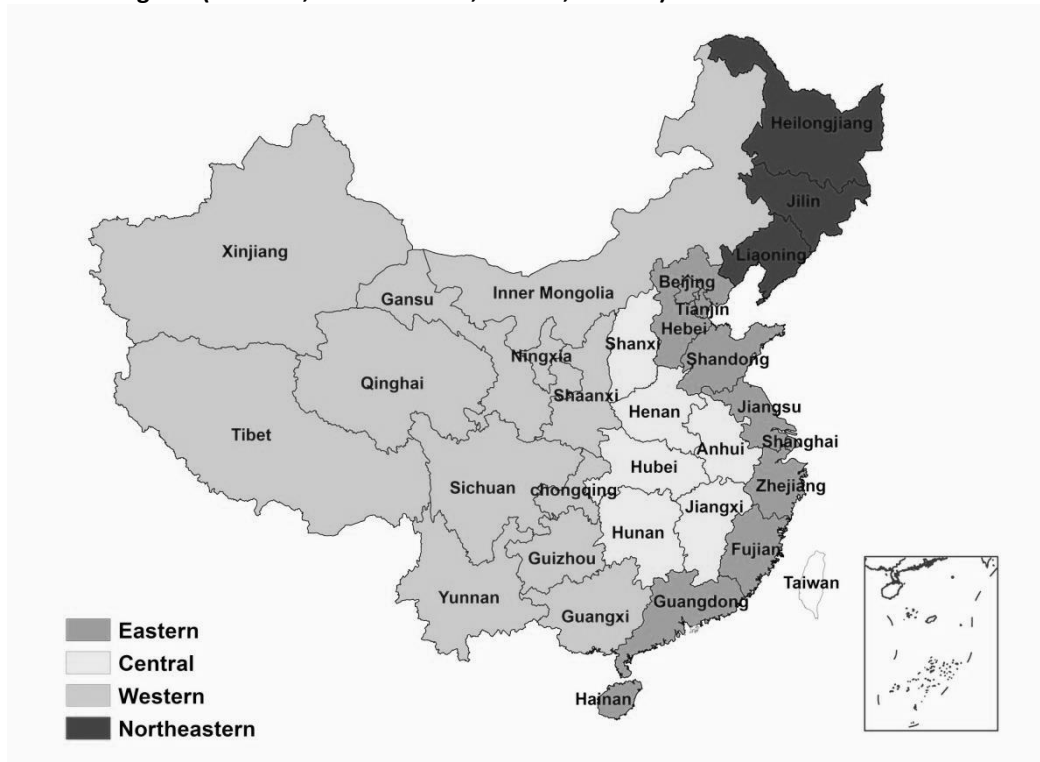 Heilongjiang
Jilin
Liaoning
Xinjiang
Beijing
Gansu
Inner Mongolia
Tianjin
Hebei
Shanxi
Ningxia
Shandong
Qinghai
Shaanxi
Henan
Jiangsu
Tibet
Anhui
Shanghai
Hubei
Sichuan
chongqing
Zhejiang
Jiangxi
Hunan
Fujian
Guizhou
Taiwan
Yunnan
Guangdong
Guangxi
Hainan
Eastern
Central
Western
Northeastern